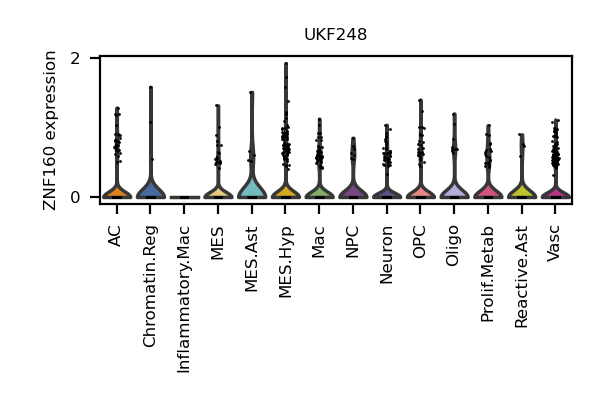 UKF248
ZNF160 expression
2
0
AC
Chromatin.Reg
Inflammatory.Mac
MES
MES.Ast
MES.Hyp
Mac
NPC
Neuron
OPC
Oligo
Prolif.Metab
Reactive.Ast
Vasc